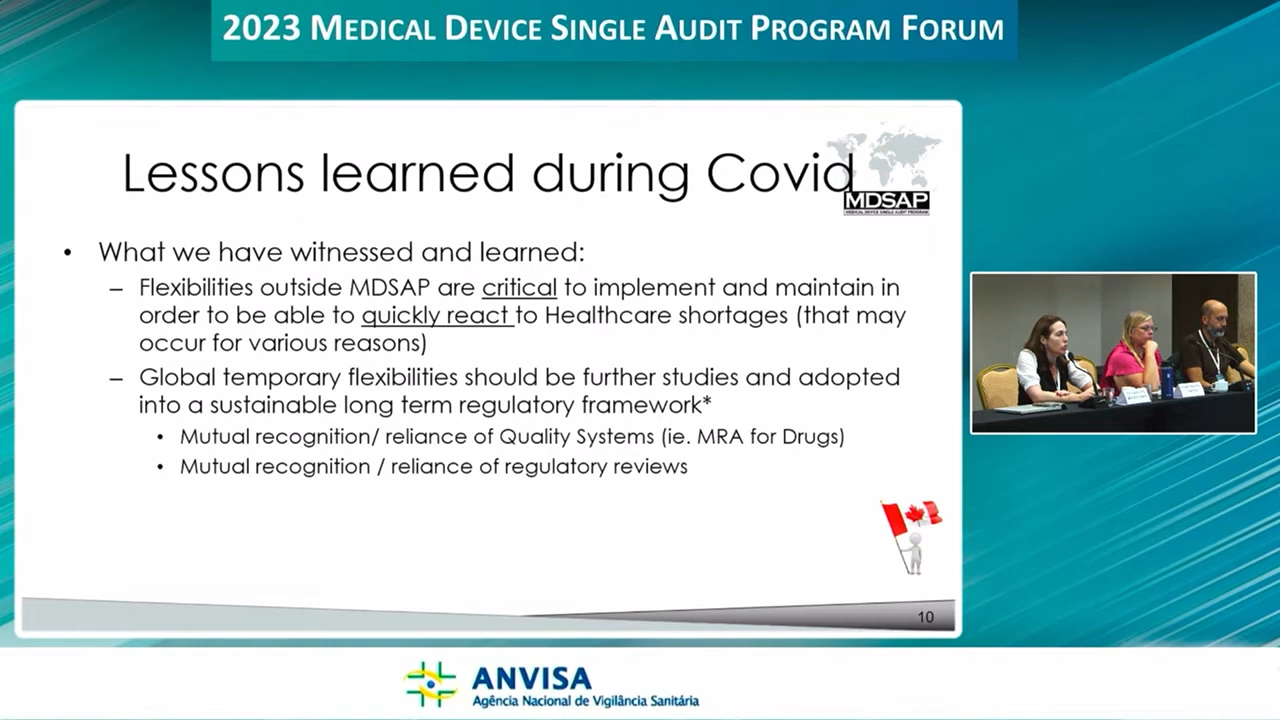 2023 MEDICAL DEVICE SINGLE AUDIT PROGRAM FORUM
Lessons learned during Covid
MDSAP
MEDICAL DEVICE SINGLE AUDIT PROGRAM
• What we have witnessed and learned:
– Flexibilities outside MDSAP are critical to implement and maintain in
order to be able to quickly react to Healthcare shortages (that may
occur for various reasons)
– Global temporary flexibilities should be further studies and adopted
into a sustainable long term regulatory framework*
• Mutual recognition/ reliance of Quality Systems (ie. MRA for Drugs)
• Mutual recognition / reliance of regulatory reviews
10
ANVISA
Agência Nacional de Vigilância Sanitária